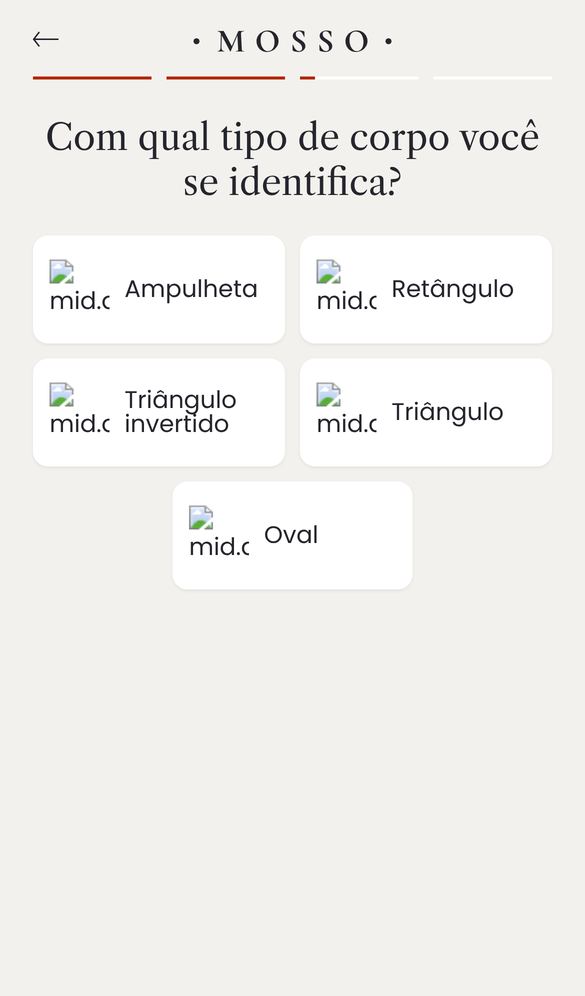 · MOSSO ·
Com qual tipo de corpo você
se identifica?
Ampulheta
mid.c
Retângulo
mid.c
Triângulo
invertido
mid.c
Triângulo
mid.c
Oval
mid.c